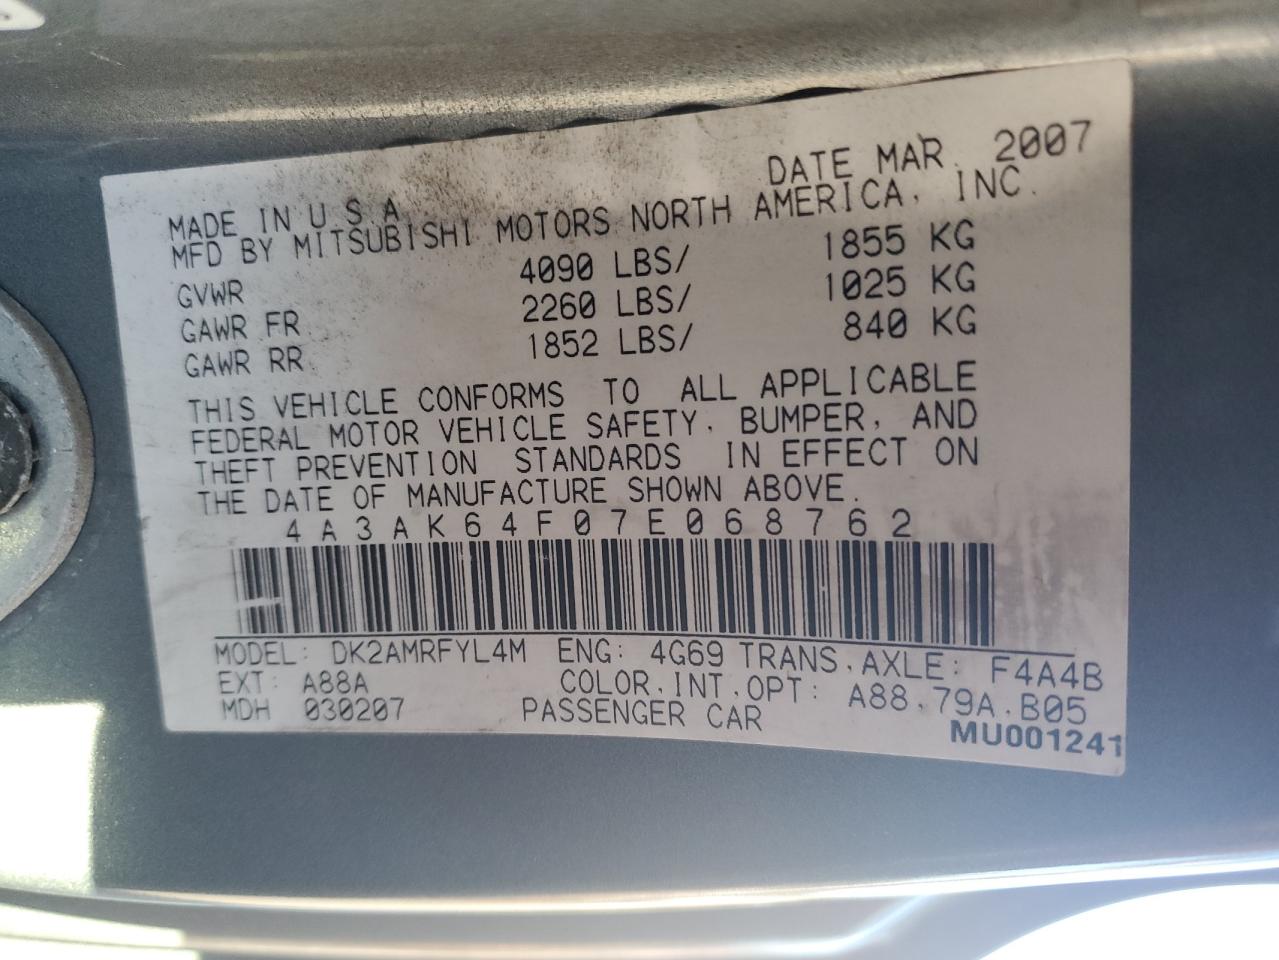 DATE MAR. 2007
MADE IN U.S.A.
MFD BY MITSUBISHI MOTORS NORTH AMERICA, INC.
GVWR 4090 LBS/ 1855 KG
GAWR FR. 2260 LBS/ 1025 KG
GAWR RR. 1852 LBS/ 840 KG
THIS VEHICLE CONFORMS TO ALL APPLICABLE
FEDERAL MOTOR VEHICLE SAFETY, BUMPER, AND
THEFT PREVENTION STANDARDS IN EFFECT ON
THE DATE OF MANUFACTURE SHOWN ABOVE.
4A3AK64F07E068762
MODEL: DK2AMRFYL4M ENG: 4G69 TRANS.AXLE: F4A4B
EXT: A88A COLOR.INT.OPT: A88.79A.B05
MDH 030207 PASSENGER CAR
MU001241